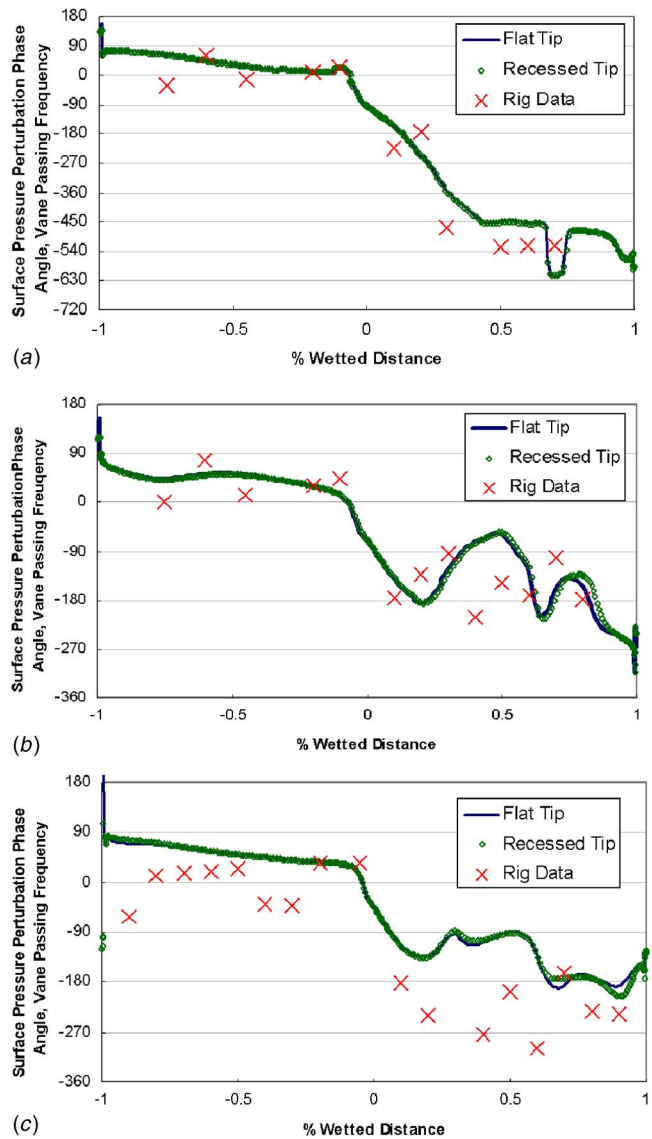 Surface Pressure Perturbation Phase
Angle, Vane Passing Frequency
180
90
0
-90
-180
-270
-360
-450
-540
-630
-720
Flat Tip
Recessed Tip
Rig Data
-1
-0.5
0
0.5
1
% Wetted Distance
(a)
Surface Pressure PerturbationPhase
Angle, Vane Passing Freuqency
180
90
0
-90
-180
-270
-360
Flat Tip
Recessed Tip
Rig Data
-1
-0.5
0
0.5
1
% Wetted Distance
(b)
Surface Pressure Perturbation Phase
Angle, Vane Passing Frequency
180
90
0
-90
-180
-270
-360
Flat Tip
Recessed Tip
Rig Data
-1
-0.5
0
0.5
1
% Wetted Distance
(c)